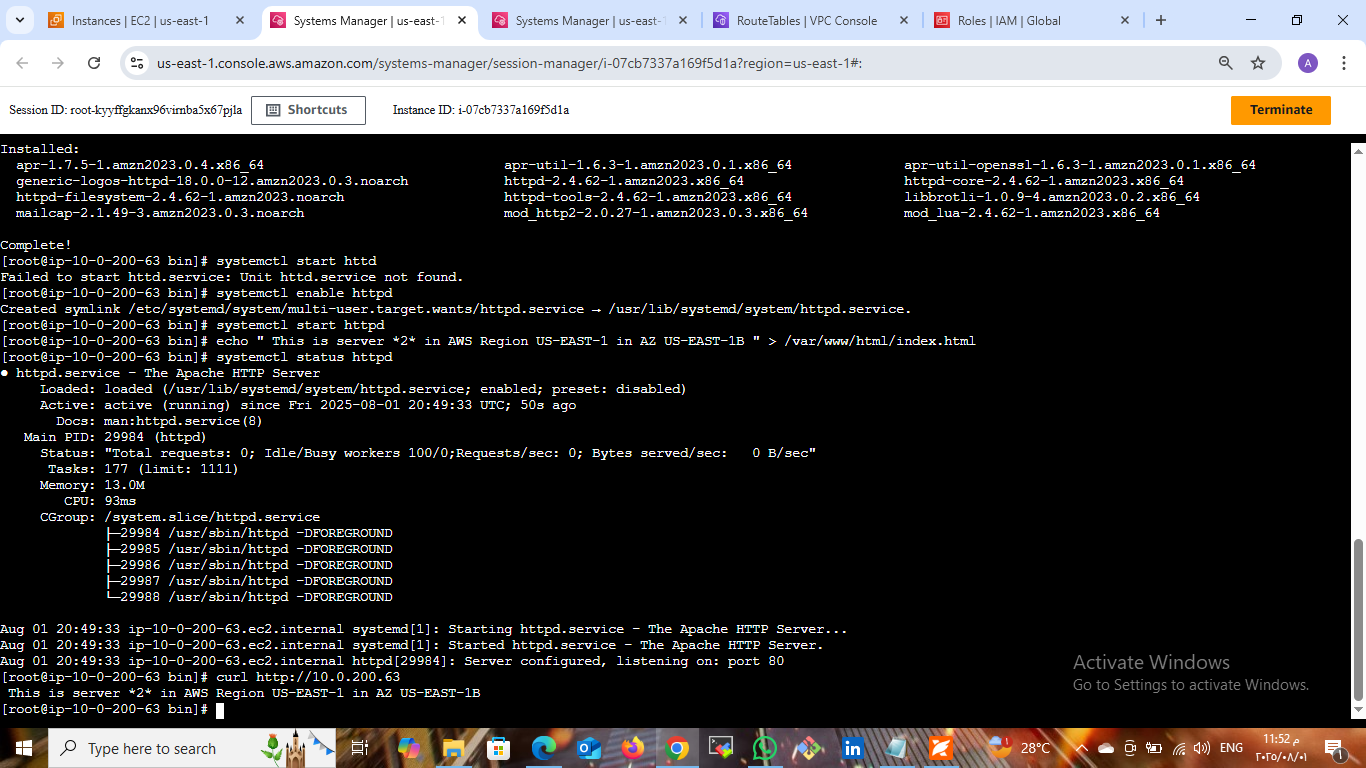 Instances | EC2 | us-east-1
Systems Manager | us-east-1
Systems Manager | us-east-1
RouteTables | VPC Console
Roles | IAM | Global
us-east-1.console.aws.amazon.com/systems-manager/session-manager/i-07cb7337a169f5d1a?region=us-east-1#:
A
Session ID: root-kyyffgkanx96virnba5x67pjla
Shortcuts
Instance ID: i-07cb7337a169f5d1a
Terminate
Installed:
apr-1.7.5-1.amzn2023.0.4.x86_64 apr-util-1.6.3-1.amzn2023.0.1.x86_64 apr-util-openssl-1.6.3-1.amzn2023.0.1.x86_64
generic-logos-httpd-18.0.0-12.amzn2023.0.3.noarch httpd-2.4.62-1.amzn2023.x86_64 httpd-core-2.4.62-1.amzn2023.x86_64
httpd-filesystem-2.4.62-1.amzn2023.noarch httpd-tools-2.4.62-1.amzn2023.x86_64 libbrotli-1.0.9-4.amzn2023.0.2.x86_64
mailcap-2.1.49-3.amzn2023.0.3.noarch mod_http2-2.0.27-1.amzn2023.0.3.x86_64 mod_lua-2.4.62-1.amzn2023.x86_64
Complete!
[root@ip-10-0-200-63 bin]# systemctl start httd
Failed to start httd.service: Unit httd.service not found.
[root@ip-10-0-200-63 bin]# systemctl enable httpd
Created symlink /etc/systemd/system/multi-user.target.wants/httpd.service → /usr/lib/systemd/system/httpd.service.
[root@ip-10-0-200-63 bin]# systemctl start httpd
[root@ip-10-0-200-63 bin]# echo " This is server *2* in AWS Region US-EAST-1 in AZ US-EAST-1B " > /var/www/html/index.html
[root@ip-10-0-200-63 bin]# systemctl status httpd
● httpd.service - The Apache HTTP Server
Loaded: loaded (/usr/lib/systemd/system/httpd.service; enabled; preset: disabled)
Active: active (running) since Fri 2025-08-01 20:49:33 UTC; 50s ago
Docs: man:httpd.service(8)
Main PID: 29984 (httpd)
Status: "Total requests: 0; Idle/Busy workers 100/0;Requests/sec: 0; Bytes served/sec:   0 B/sec"
Tasks: 177 (limit: 1111)
Memory: 13.0M
CPU: 93ms
CGroup: /system.slice/httpd.service
├─29984 /usr/sbin/httpd -DFOREGROUND
├─29985 /usr/sbin/httpd -DFOREGROUND
├─29986 /usr/sbin/httpd -DFOREGROUND
├─29987 /usr/sbin/httpd -DFOREGROUND
└─29988 /usr/sbin/httpd -DFOREGROUND
Aug 01 20:49:33 ip-10-0-200-63.ec2.internal systemd[1]: Starting httpd.service - The Apache HTTP Server...
Aug 01 20:49:33 ip-10-0-200-63.ec2.internal systemd[1]: Started httpd.service - The Apache HTTP Server.
Aug 01 20:49:33 ip-10-0-200-63.ec2.internal httpd[29984]: Server configured, listening on: port 80
[root@ip-10-0-200-63 bin]# curl http://10.0.200.63
This is server *2* in AWS Region US-EAST-1 in AZ US-EAST-1B
[root@ip-10-0-200-63 bin]#
Activate Windows
Go to Settings to activate Windows.
Type here to search
28°C
ENG
11:52 م
٢٠٢٥/٠٨/٠١
1